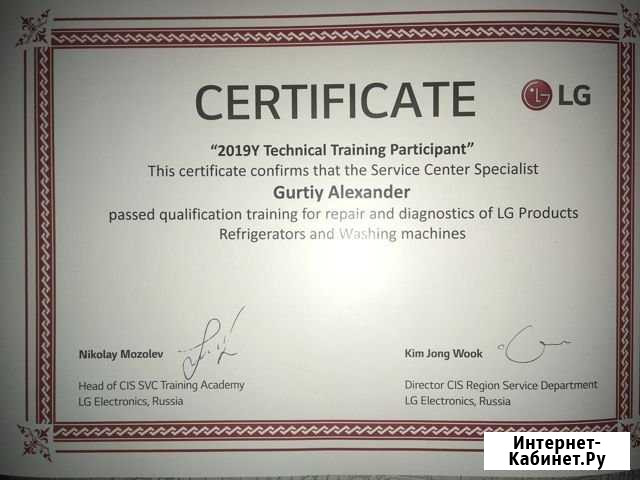 CERTIFICATE
LG
“2019Y Technical Training Participant”
This certificate confirms that the Service Center Specialist
Gurtiy Alexander
passed qualification training for repair and diagnostics of LG Products
Refrigerators and Washing machines
Nikolay Mozolev
Head of CIS SVC Training Academy
LG Electronics, Russia
Kim Jong Wook
Director CIS Region Service Department
LG Electronics, Russia
Интернет-
Кабинет.Ру